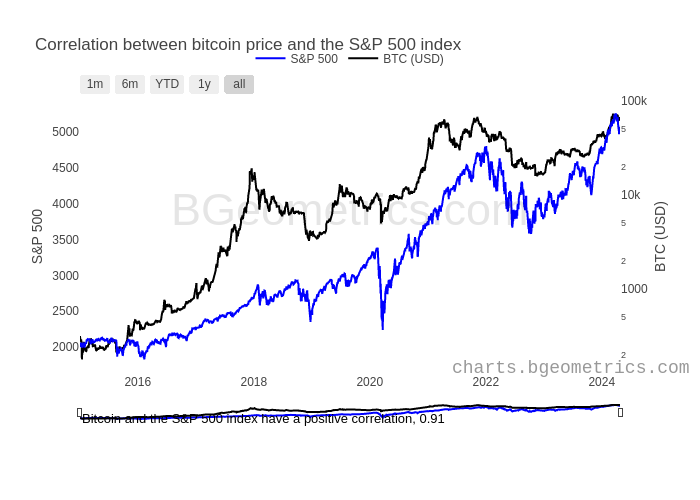 Correlation between bitcoin price and the S&P 500 index
S&P 500 BTC (USD)
1m 6m YTD 1y all
100k
5000
5
4500
2
4000
10k
BGeometrics.com
5
3500
2
3000
1000
2500
5
2000
2
S&P 500
BTC (USD)
charts.bgeometrics.com
2016 2018 2020 2022 2024
Bitcoin and the S&P 500 index have a positive correlation, 0.91